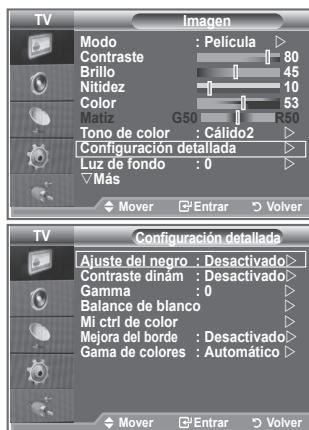 TV Imagen
Modo : Película ▷
Contraste 80
Brillo 45
Nitidez 10
Color 53
Matiz G50 R50
Tono de color : Cálido2 ▷
Configuración detallada ▷
Luz de fondo : 0 ▷
▽Más
Mover Entrar Volver
TV Configuración detallada
Ajuste del negro : Desactivado▷
Contraste dinám : Desactivado▷
Gamma : 0 ▷
Balance de blanco ▷
Mi ctrl de color ▷
Mejora del borde : Desactivado▷
Gama de colores : Automático ▷
Mover Entrar Volver